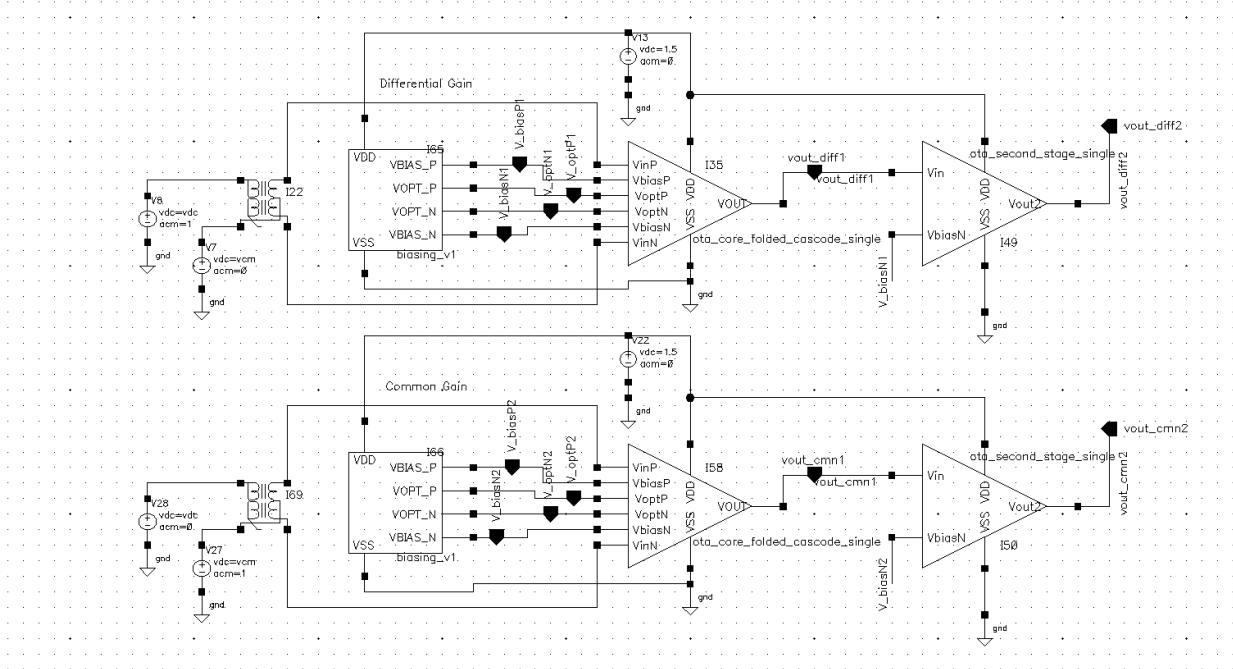 V13
vdc=1.5
acm=0
gnd
Differential Gain
V_biasP1
V_optP1
V_optN1
V_biasN1
I65
VDD
VBIAS_P
VOPT_P
VOPT_N
VBIAS_N
VSS
biasing_v1
VinP
VbiasP
VoptP
VoptN
VbiasN
VinN
I35
VDD
VSS
VOUT
ota_core_folded_cascode_single
gnd
vout_diff1
vout_diff1
ota_second_stage_single
Vin
VDD
VSS
Vout2
VbiasN
I49
V_biasN1
gnd
vout_diff2
vout_diff2
I22
V8
vdc=vdc
acm=1
gnd
V7
vdc=vcm
acm=0
gnd
V22
vdc=1.5
acm=0
gnd
Common Gain
V_biasP2
V_optP2
V_optN2
V_biasN2
I66
VDD
VBIAS_P
VOPT_P
VOPT_N
VBIAS_N
VSS
biasing_v1
VinP
VbiasP
VoptP
VoptN
VbiasN
VinN
I58
VDD
VSS
VOUT
ota_core_folded_cascode_single
gnd
vout_cmn1
vout_cmn1
ota_second_stage_single
Vin
VDD
VSS
Vout2
VbiasN
I50
V_biasN2
gnd
vout_cmn2
vout_cmn2
I69
V28
vdc=vdc
acm=0
gnd
V27
vdc=vcm
acm=1
gnd